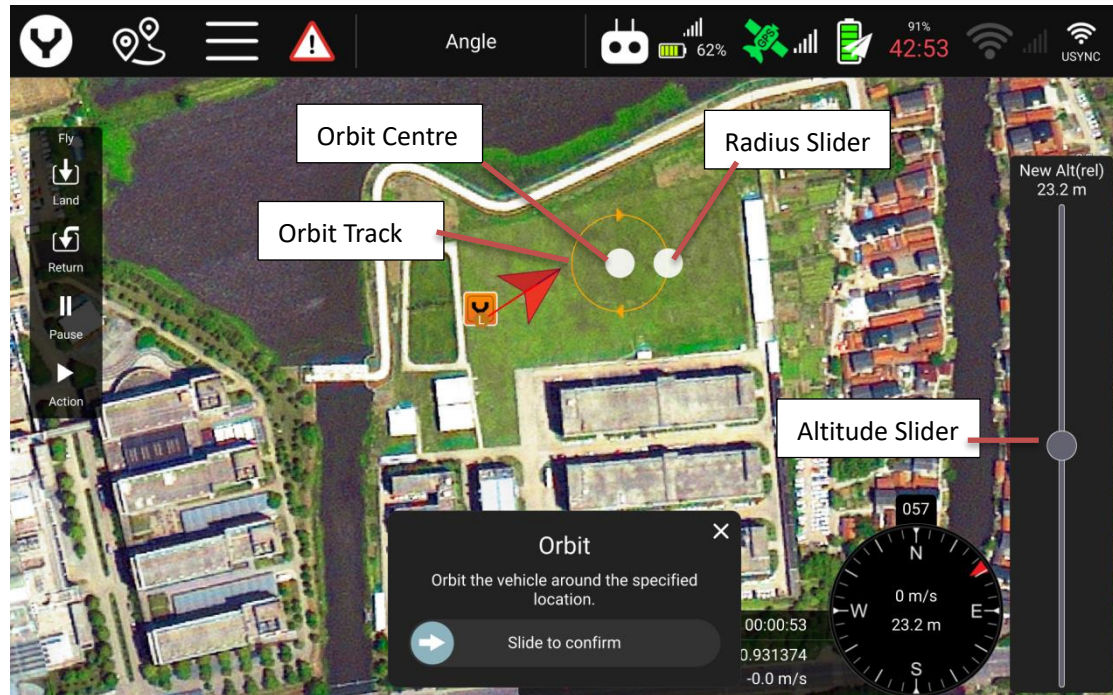 Angle
62%
GPS
91%
42:53
USYNC
Fly
Land
Return
Pause
Action
Orbit Centre
Radius Slider
Orbit Track
New Alt(rel)
23.2 m
L
Altitude Slider
Orbit
Orbit the vehicle around the specified
location.
Slide to confirm
00:00:53
0.931374
-0.0 m/s
057
N
0 m/s
W
23.2 m
E
S